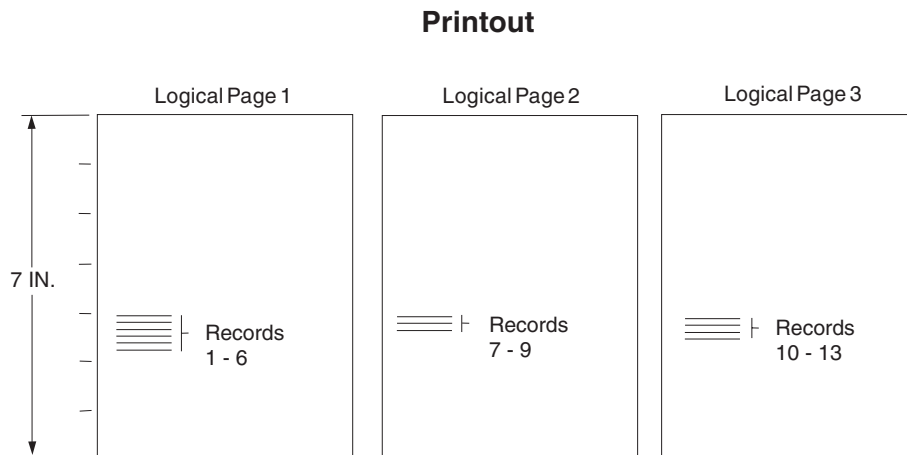 Printout
Logical Page 1
Logical Page 2
Logical Page 3
7 IN.
Records
1 - 6
Records
7 - 9
Records
10 - 13